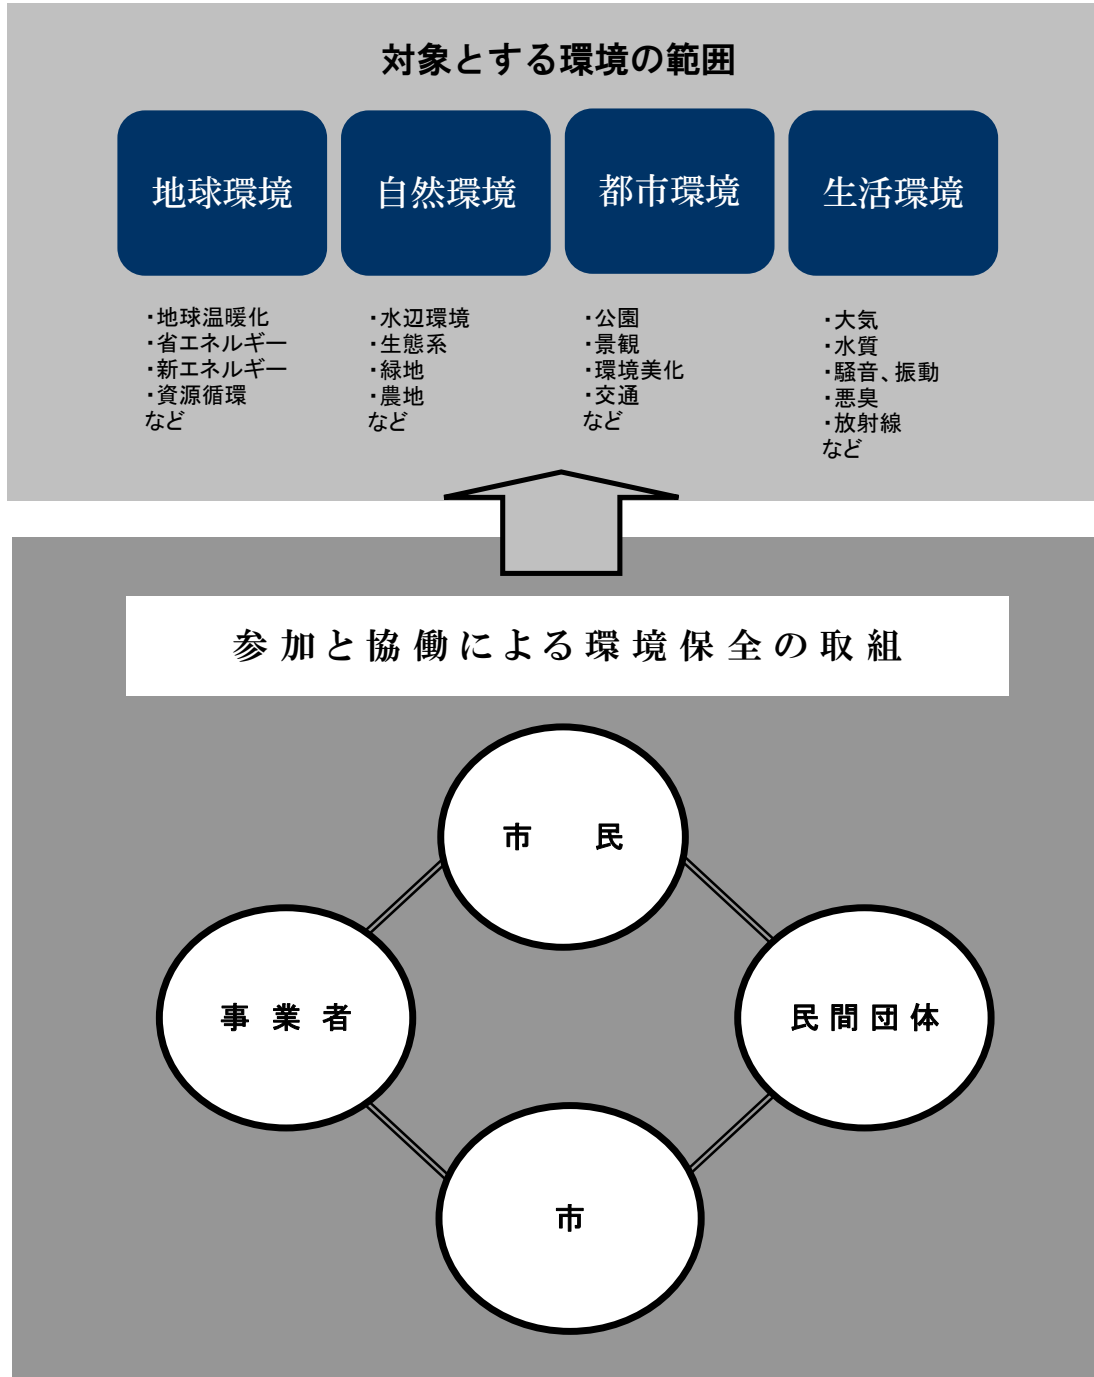 対象とする環境の範囲
地球環境
自然環境
都市環境
生活環境
・地球温暖化
・省エネルギー
・新エネルギー
・資源循環
など
・水辺環境
・生態系
・緑地
・農地
など
・公園
・景観
・環境美化
・交通
など
・大気
・水質
・騒音、振動
・悪臭
・放射線
など
参加と協働による環境保全の取組
市　民
事業者
民間団体
市